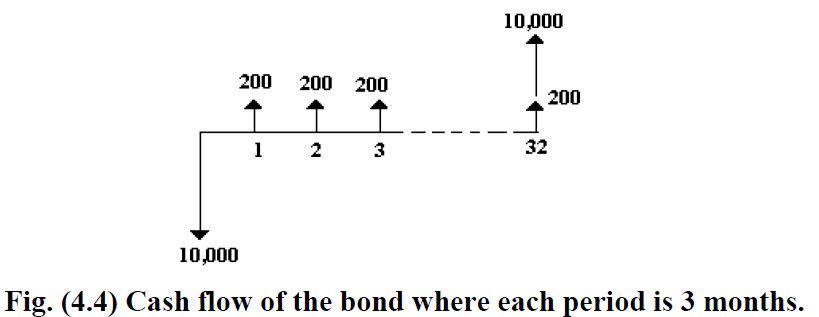 10,000
200 200 200
200
1 2 3 32
10,000
Fig. (4.4) Cash flow of the bond where each period is 3 months.